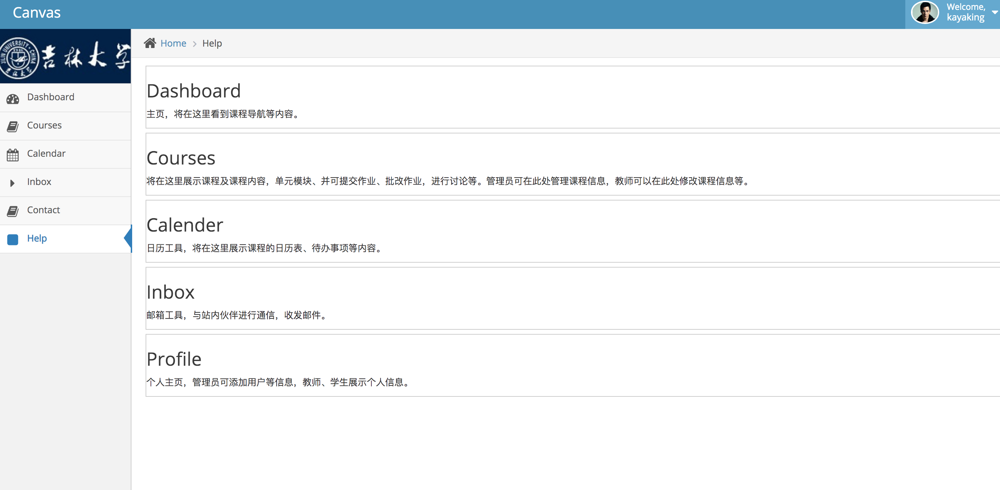 Canvas
Welcome,
kayaking
JILIN UNIVERSITY · CHINA
1946
吉林大学
吉林大学
Home > Help
Dashboard
Courses
Calendar
Inbox
Contact
Help
Dashboard
主页，将在这里看到课程导航等内容。
Courses
将在这里展示课程及课程内容，单元模块、并可提交作业、批改作业，进行讨论等。管理员可在此处管理课程信息，教师可以在此处修改课程信息等。
Calender
日历工具，将在这里展示课程的日历表、待办事项等内容。
Inbox
邮箱工具，与站内伙伴进行通信，收发邮件。
Profile
个人主页，管理员可添加用户等信息，教师、学生展示个人信息。